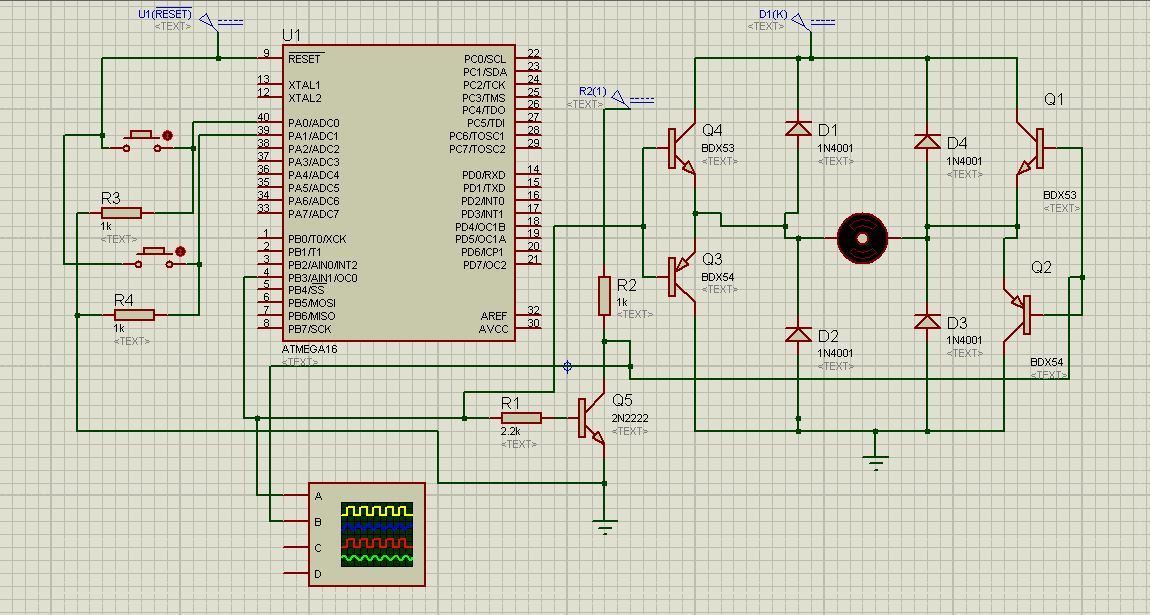 U1(RESET)
<TEXT>
D1(K)
<TEXT>
R2(1)
<TEXT>
U1
9 RESET
13 XTAL1
12 XTAL2
40 PA0/ADC0
39 PA1/ADC1
38 PA2/ADC2
37 PA3/ADC3
36 PA4/ADC4
35 PA5/ADC5
34 PA6/ADC6
33 PA7/ADC7
1 PB0/T0/XCK
2 PB1/T1
3 PB2/AIN0/INT2
4 PB3/AIN1/OC0
5 PB4/SS
6 PB5/MOSI
7 PB6/MISO
8 PB7/SCK
PC0/SCL 22
PC1/SDA 23
PC2/TCK 24
PC3/TMS 25
PC4/TDO 26
PC5/TDI 27
PC6/TOSC1 28
PC7/TOSC2 29
PD0/RXD 14
PD1/TXD 15
PD2/INT0 16
PD3/INT1 17
PD4/OC1B 18
PD5/OC1A 19
PD6/ICP1 20
PD7/OC2 21
AREF 32
AVCC 30
ATMEGA16
<TEXT>
R3
1k
<TEXT>
R4
1k
<TEXT>
R2
1k
<TEXT>
R1
2.2k
<TEXT>
Q5
2N2222
<TEXT>
Q4
BDX53
<TEXT>
Q3
BDX54
<TEXT>
D1
1N4001
<TEXT>
D4
1N4001
<TEXT>
D2
1N4001
<TEXT>
D3
1N4001
<TEXT>
Q1
BDX53
<TEXT>
Q2
BDX54
<TEXT>
A
B
C
D